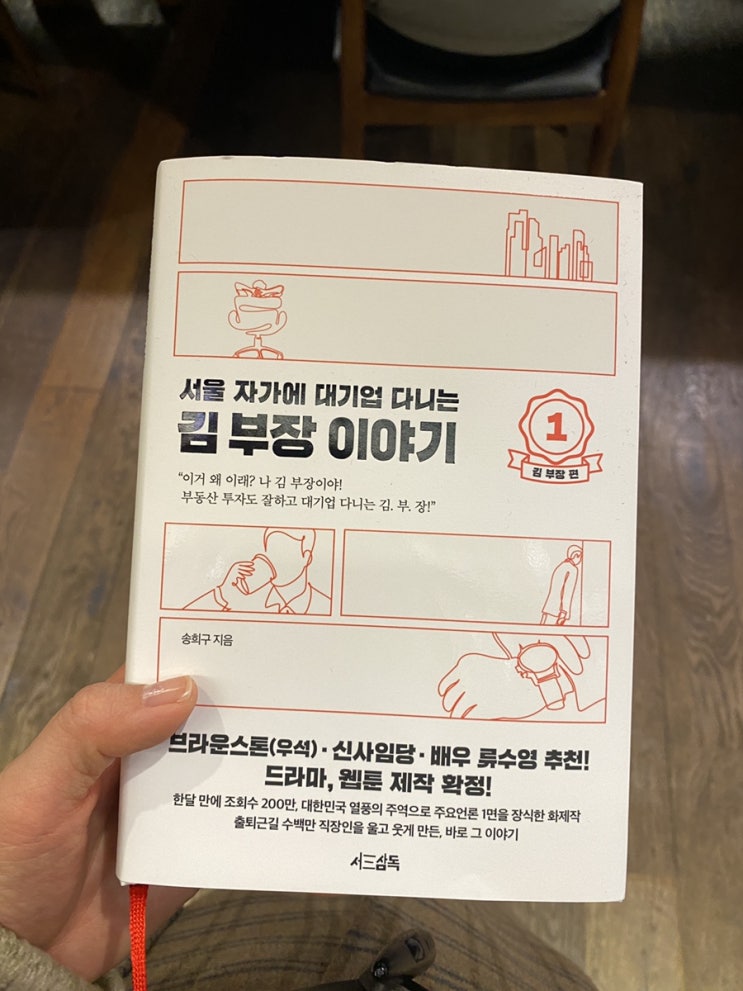 서울 자가에 대기업 다니는
김 부장 이야기
1
김 부장 편
“이거 왜 이래? 나 김 부장이야!
부동산 투자도 잘하고 대기업 다니는 김. 부. 장!”
송희구 지음
브라운스톤(우석)·신사임당·배우 류수영 추천!
드라마, 웹툰 제작 확정!
한달 만에 조회수 200만, 대한민국 열풍의 주역으로 주요언론 1면을 장식한 화제작
출퇴근길 수백만 직장인을 울고 웃게 만든, 바로 그 이야기
서삼독